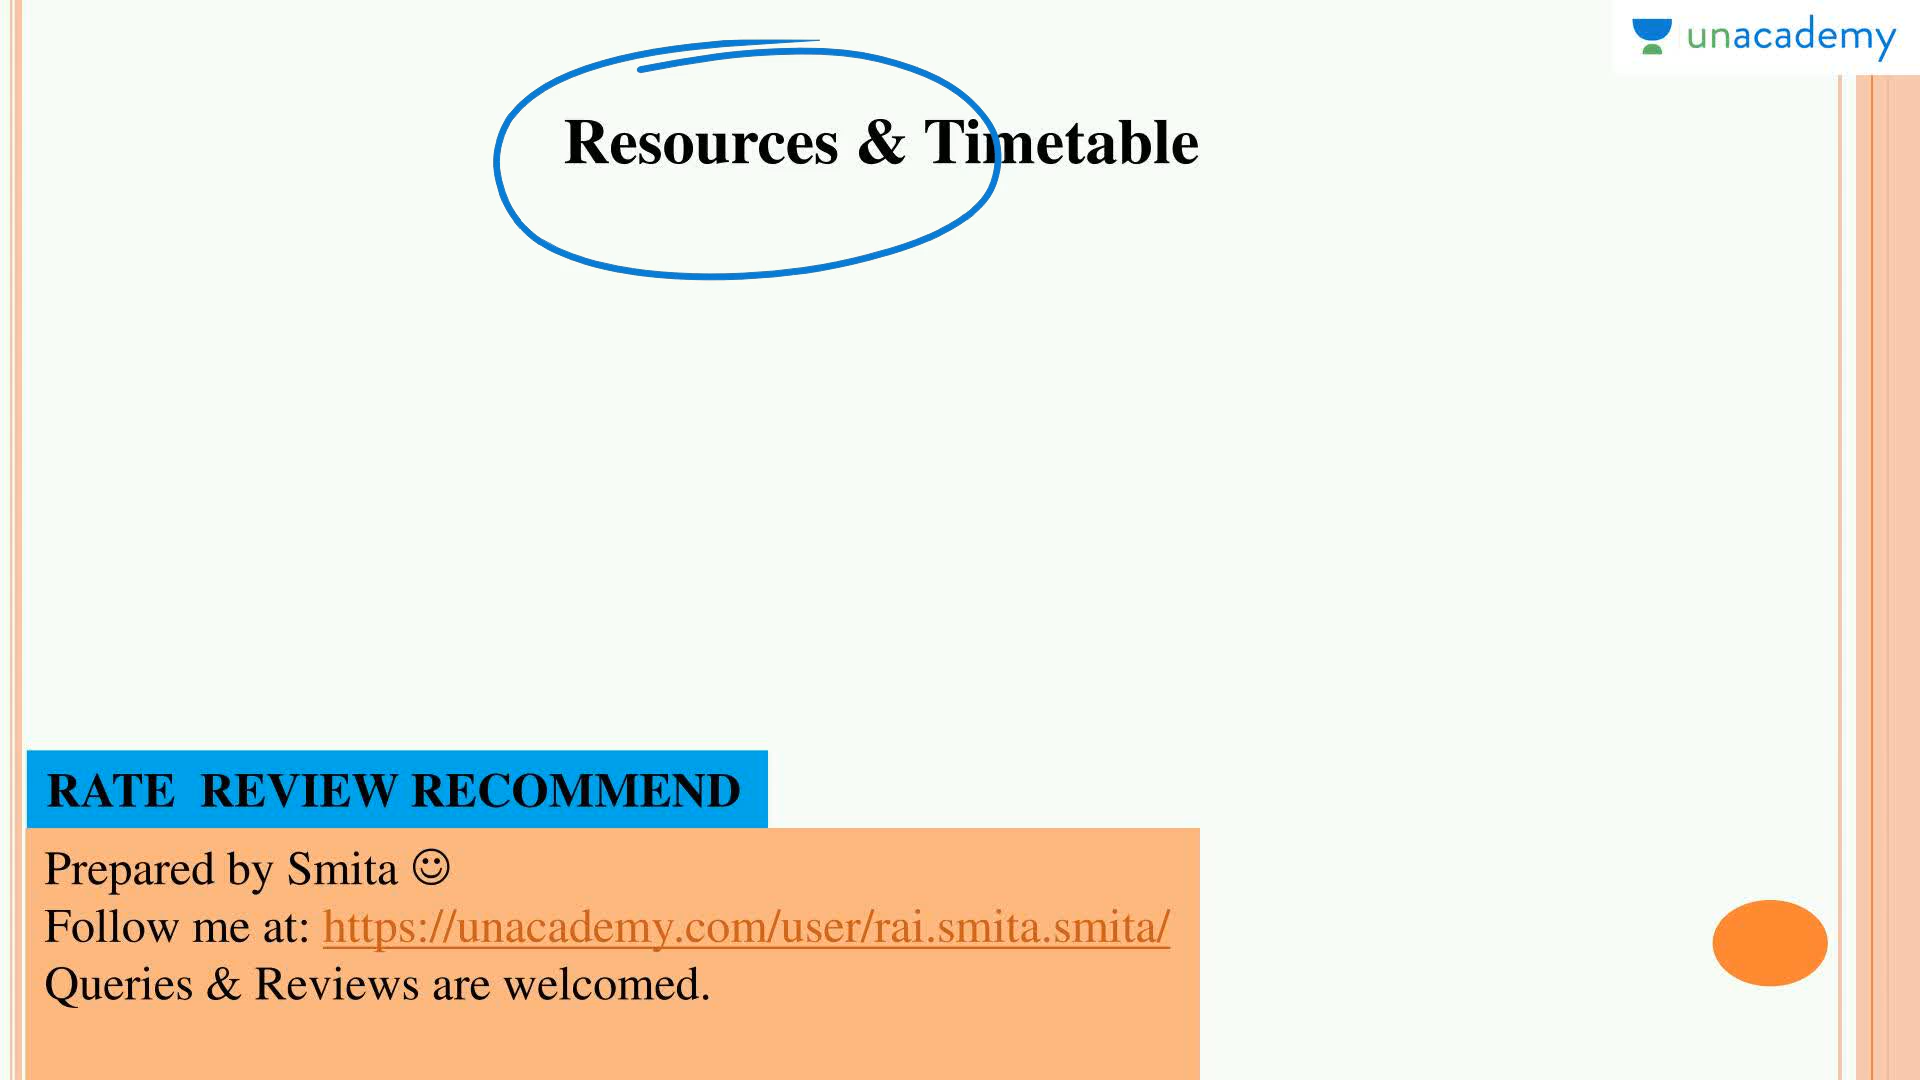 unacademy
Resources & Timetable
RATE  REVIEW RECOMMEND
Prepared by Smita ☺
Follow me at: https://unacademy.com/user/rai.smita.smita/
Queries & Reviews are welcomed.